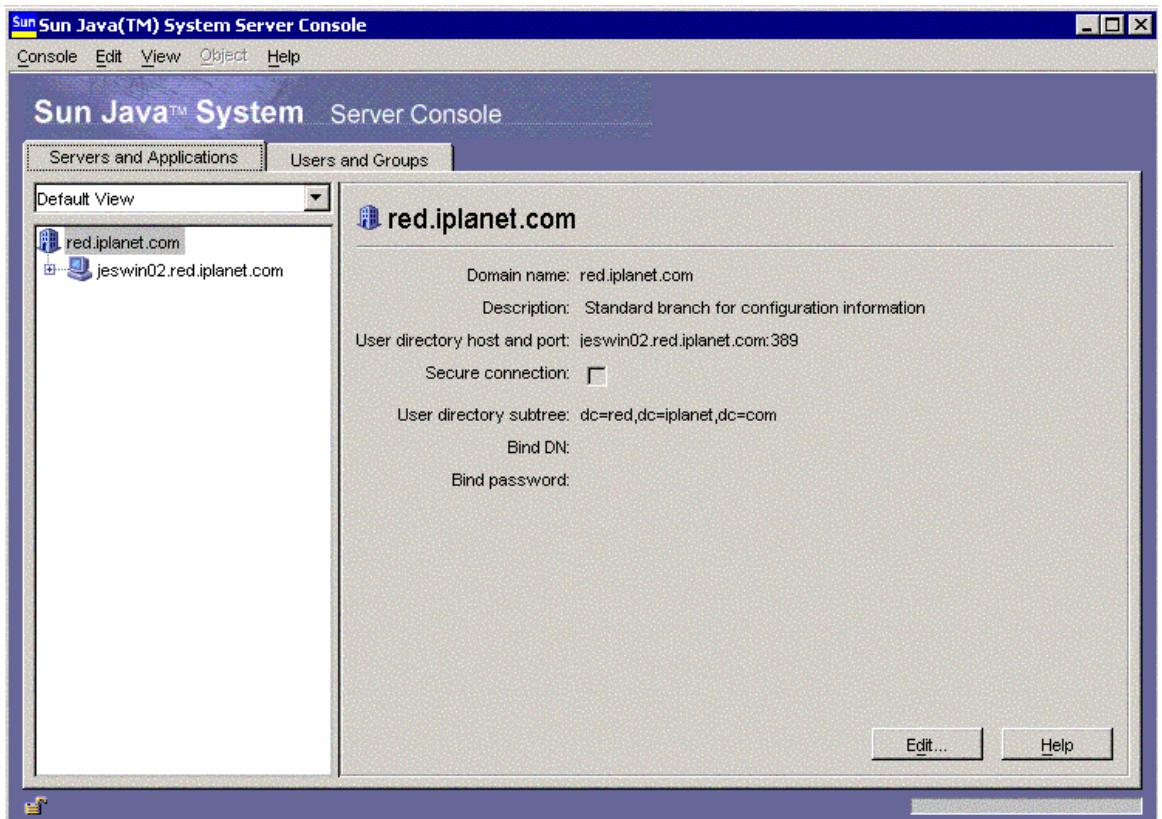 Sun Sun Java(TM) System Server Console
Console Edit View Object Help
Sun Java™ System Server Console
Servers and Applications Users and Groups
Default View
red.iplanet.com
jeswin02.red.iplanet.com
red.iplanet.com
Domain name: red.iplanet.com
Description: Standard branch for configuration information
User directory host and port: jeswin02.red.iplanet.com:389
Secure connection:
User directory subtree: dc=red,dc=iplanet,dc=com
Bind DN:
Bind password:
Edit... Help